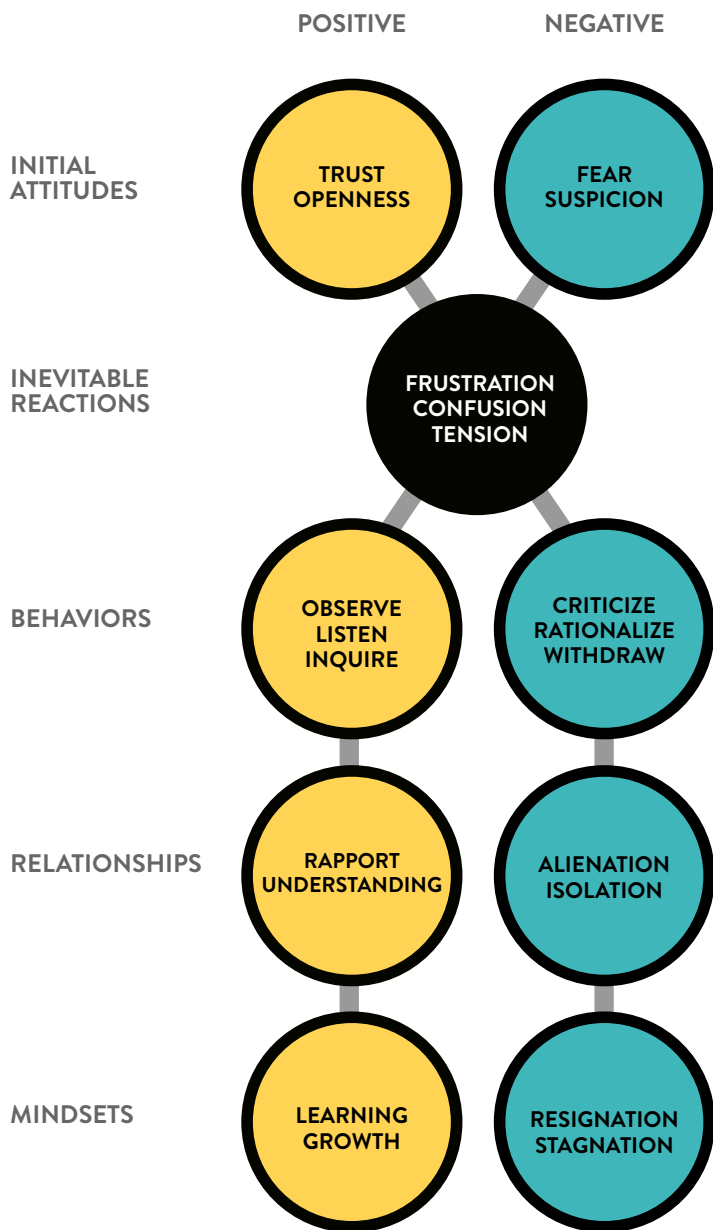 POSITIVE
NEGATIVE
INITIAL
ATTITUDES
TRUST
OPENNESS
FEAR
SUSPICION
INEVITABLE
REACTIONS
FRUSTRATION
CONFUSION
TENSION
BEHAVIORS
OBSERVE
LISTEN
INQUIRE
CRITICIZE
RATIONALIZE
WITHDRAW
RELATIONSHIPS
RAPPORT
UNDERSTANDING
ALIENATION
ISOLATION
MINDSETS
LEARNING
GROWTH
RESIGNATION
STAGNATION